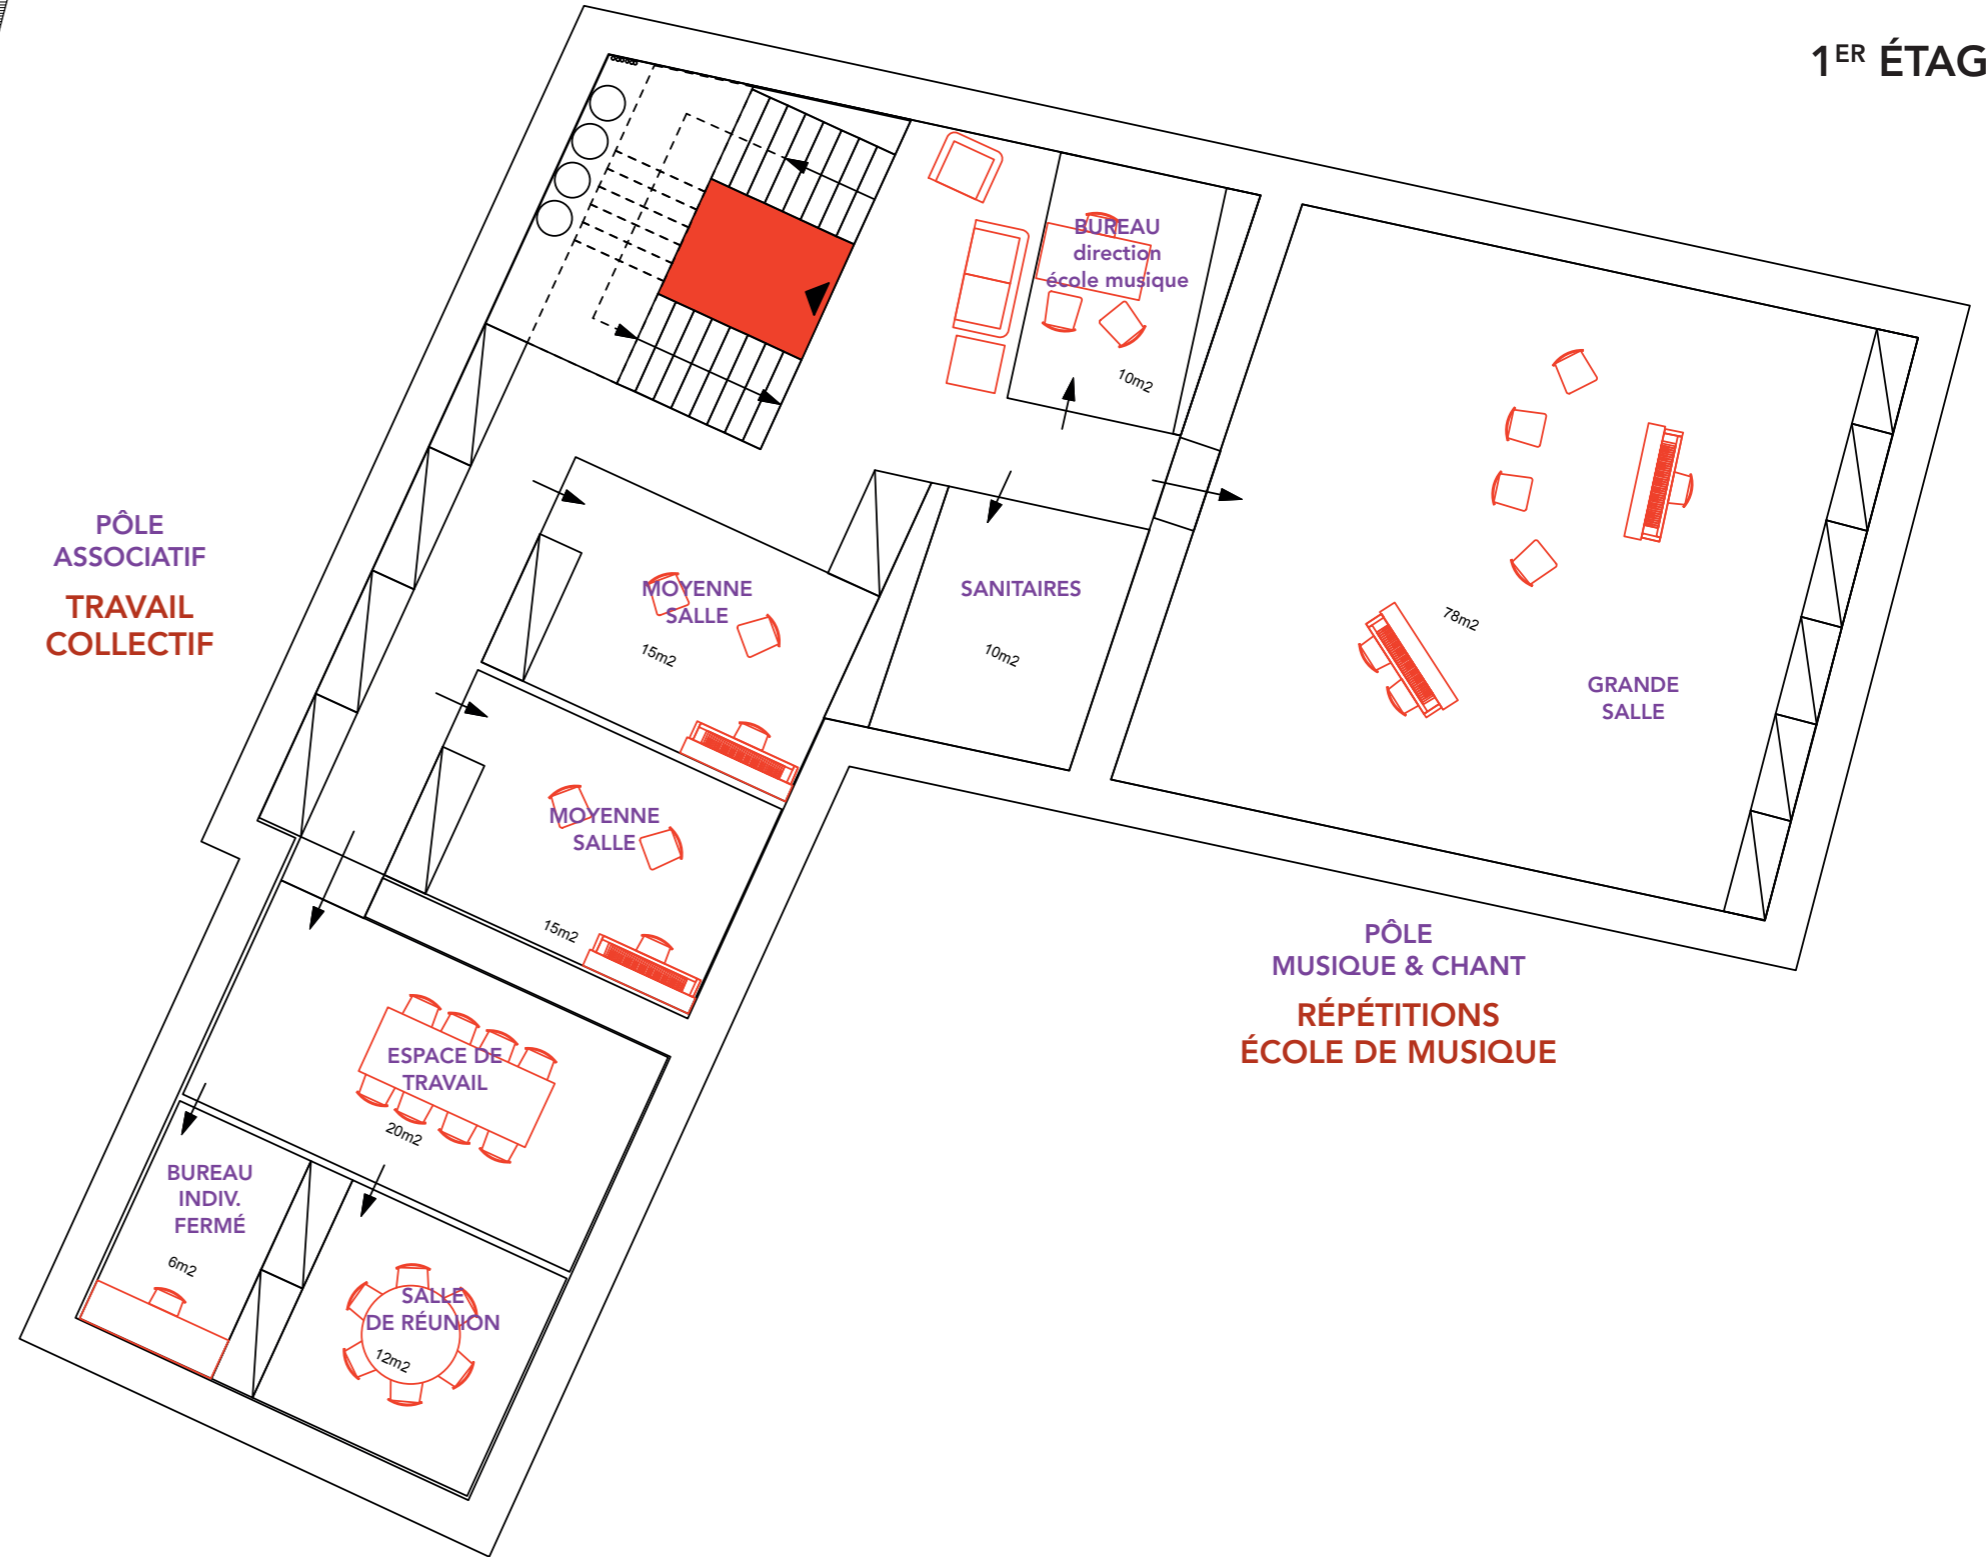 1ER ÉTAG
BUREAU
direction
école musique
10m2
PÔLE
ASSOCIATIF
TRAVAIL
COLLECTIF
MOYENNE
SALLE
15m2
SANITAIRES
10m2
78m2
GRANDE
SALLE
MOYENNE
SALLE
15m2
PÔLE
MUSIQUE & CHANT
RÉPÉTITIONS
ÉCOLE DE MUSIQUE
ESPACE DE
TRAVAIL
20m2
BUREAU
INDIV.
FERMÉ
6m2
SALLE
DE RÉUNION
12m2